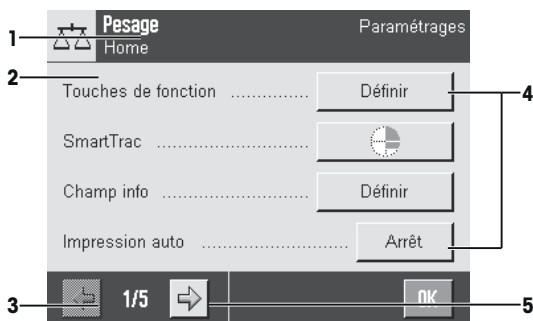 Pesage
Paramétrages
1
Home
2
Touches de fonction .............. Définir
4
SmartTrac ...........................
Champ info .......................... Définir
Impression auto .......................... Arrêt
3
1/5
OK
5